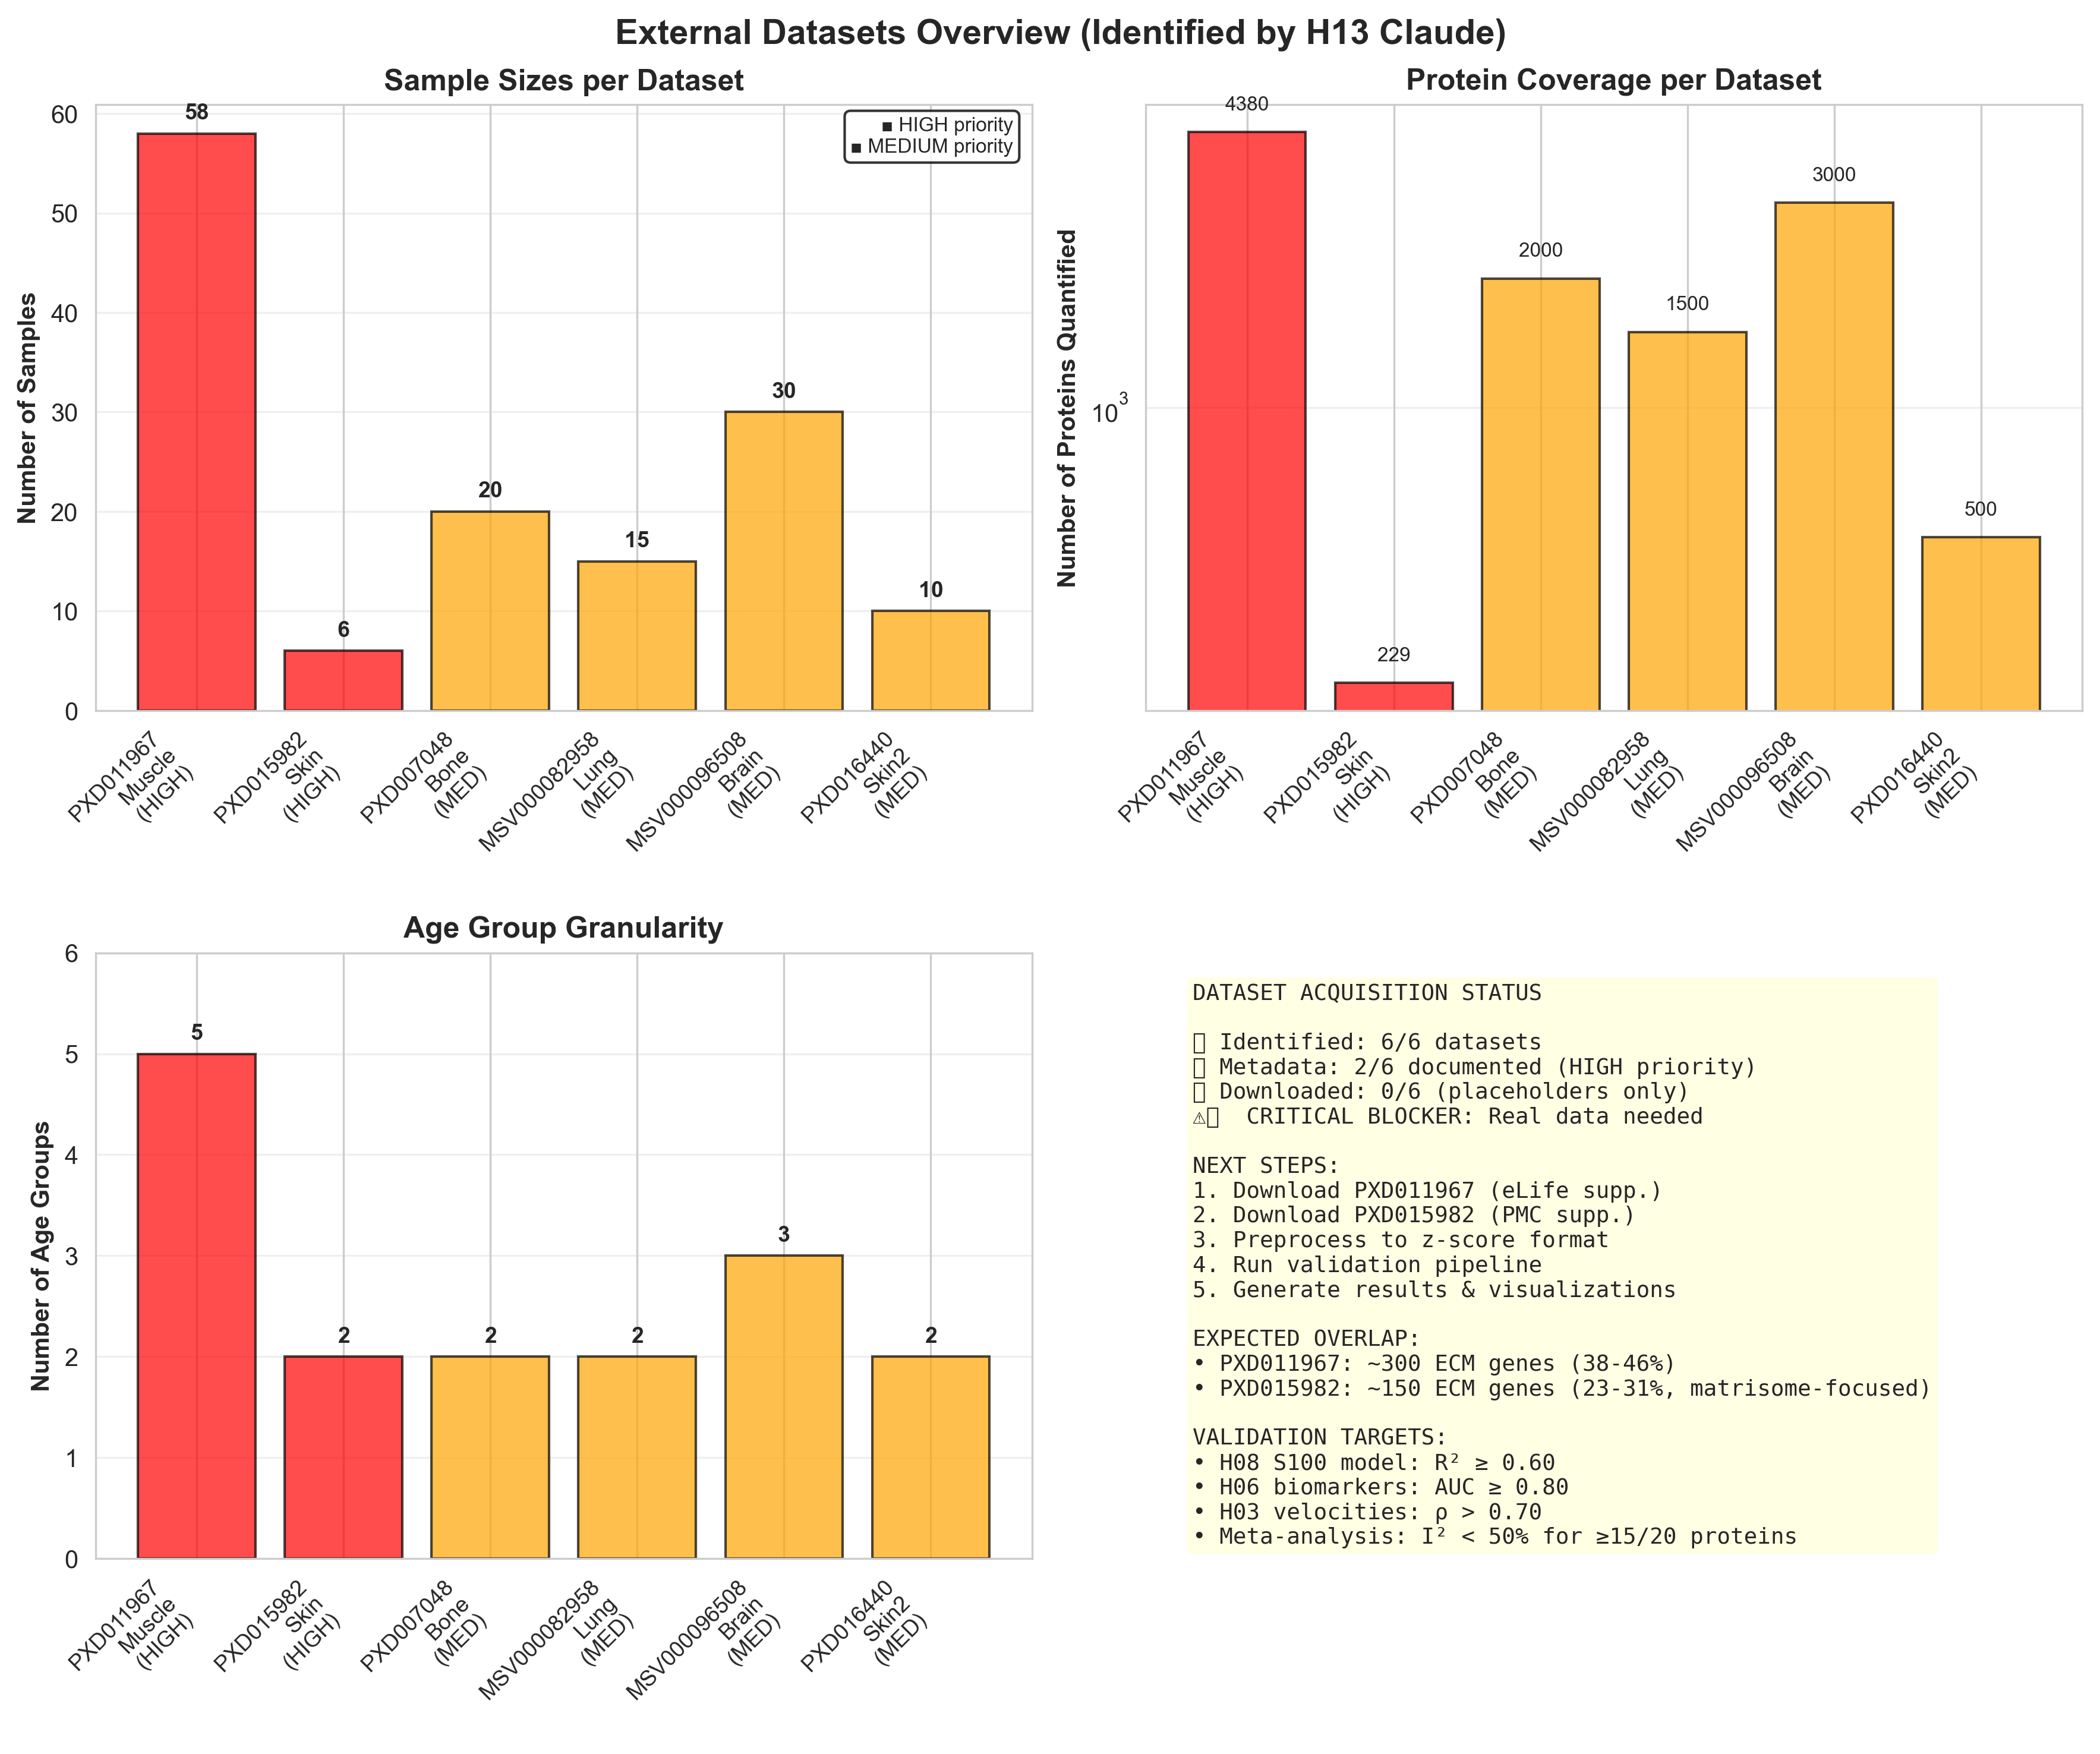 External Datasets Overview (Identified by H13 Claude)
Sample Sizes per Dataset
Number of Samples
60
50
40
30
20
10
0
58
6
20
15
30
10
■ HIGH priority
■ MEDIUM priority
PXD011967
Muscle
(HIGH)
PXD015982
Skin
(HIGH)
PXD007048
Bone
(MED)
MSV000082958
Lung
(MED)
MSV000096508
Brain
(MED)
PXD016440
Skin2
(MED)
Protein Coverage per Dataset
Number of Proteins Quantified
10³
4380
229
2000
1500
3000
500
PXD011967
Muscle
(HIGH)
PXD015982
Skin
(HIGH)
PXD007048
Bone
(MED)
MSV000082958
Lung
(MED)
MSV000096508
Brain
(MED)
PXD016440
Skin2
(MED)
Age Group Granularity
Number of Age Groups
6
5
4
3
2
1
0
5
2
2
2
3
2
PXD011967
Muscle
(HIGH)
PXD015982
Skin
(HIGH)
PXD007048
Bone
(MED)
MSV000082958
Lung
(MED)
MSV000096508
Brain
(MED)
PXD016440
Skin2
(MED)
DATASET ACQUISITION STATUS
Identified: 6/6 datasets
Metadata: 2/6 documented (HIGH priority)
Downloaded: 0/6 (placeholders only)
⚠ CRITICAL BLOCKER: Real data needed
NEXT STEPS:
1. Download PXD011967 (eLife supp.)
2. Download PXD015982 (PMC supp.)
3. Preprocess to z-score format
4. Run validation pipeline
5. Generate results & visualizations
EXPECTED OVERLAP:
• PXD011967: ~300 ECM genes (38-46%)
• PXD015982: ~150 ECM genes (23-31%, matrisome-focused)
VALIDATION TARGETS:
• H08 S100 model: R² ≥ 0.60
• H06 biomarkers: AUC ≥ 0.80
• H03 velocities: ρ > 0.70
• Meta-analysis: I² < 50% for ≥15/20 proteins